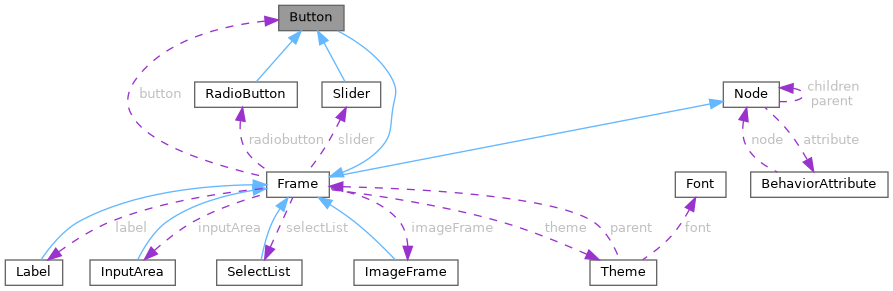 Button
button
RadioButton
Slider
Node
children
parent
radiobutton
slider
node
attribute
Frame
Font
BehaviorAttribute
label
inputArea
selectList
imageFrame
theme
parent
font
Label
InputArea
SelectList
ImageFrame
Theme